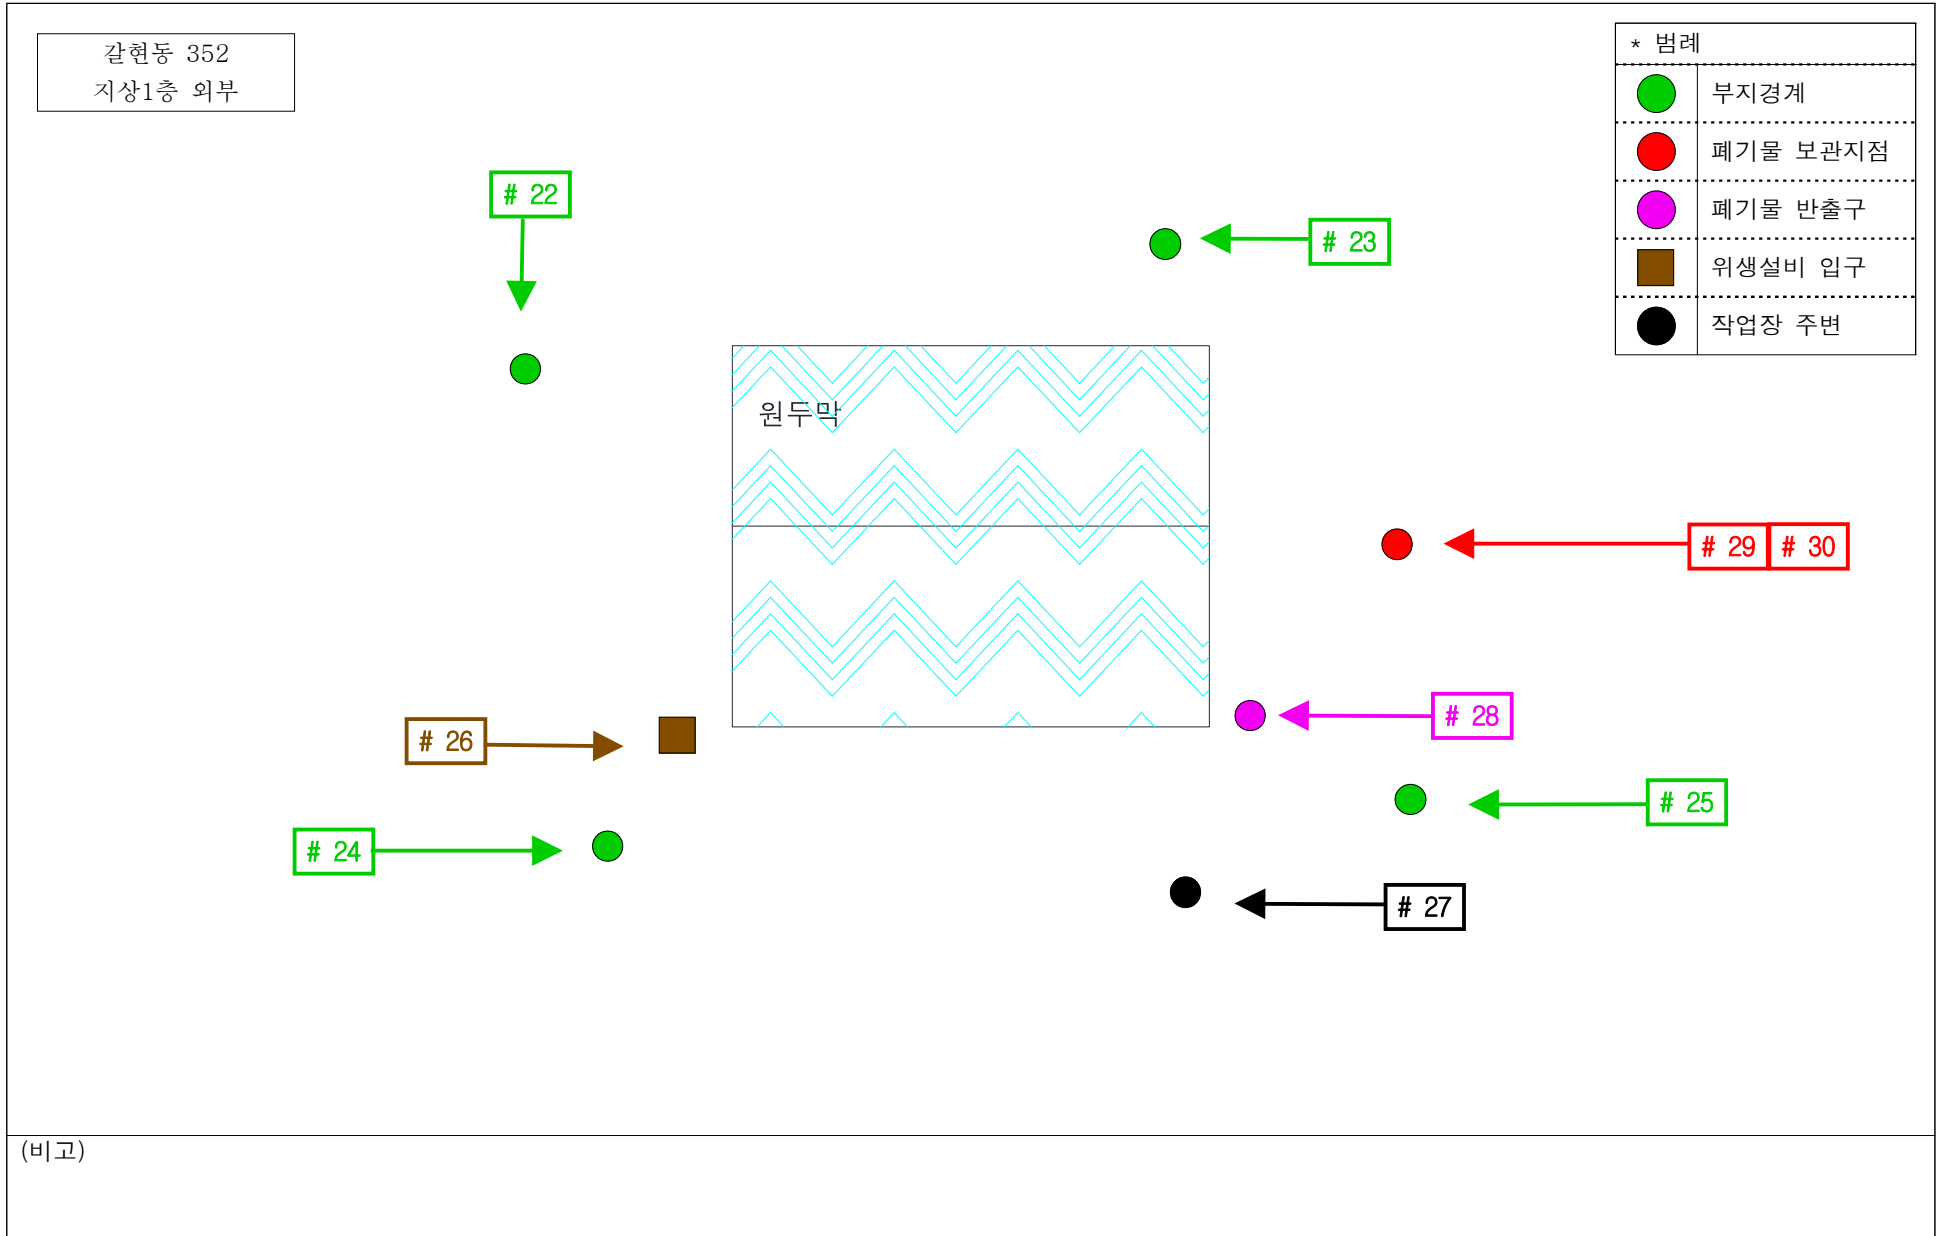 갈현동 352
지상1층 외부
* 범례
부지경계
폐기물 보관지점
폐기물 반출구
위생설비 입구
작업장 주변
# 22
# 23
원두막
# 29 # 30
# 28
# 26
# 25
# 24
# 27
(비고)